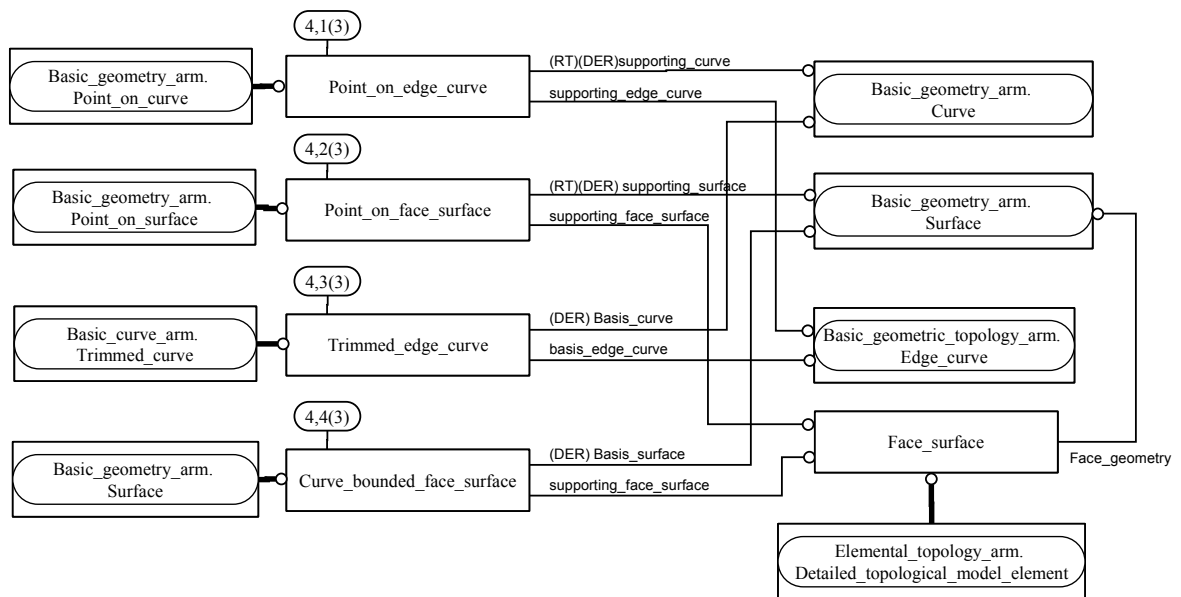 4,1(3)
Basic_geometry_arm.
Point_on_curve
Point_on_edge_curve
(RT)(DER)supporting_curve
supporting_edge_curve
Basic_geometry_arm.
Curve
4,2(3)
Basic_geometry_arm.
Point_on_surface
Point_on_face_surface
(RT)(DER) supporting_surface
supporting_face_surface
Basic_geometry_arm.
Surface
4,3(3)
Basic_curve_arm.
Trimmed_curve
Trimmed_edge_curve
(DER) Basis_curve
basis_edge_curve
Basic_geometric_topology_arm.
Edge_curve
4,4(3)
Basic_geometry_arm.
Surface
Curve_bounded_face_surface
(DER) Basis_surface
supporting_face_surface
Face_surface
Face_geometry
Elemental_topology_arm.
Detailed_topological_model_element